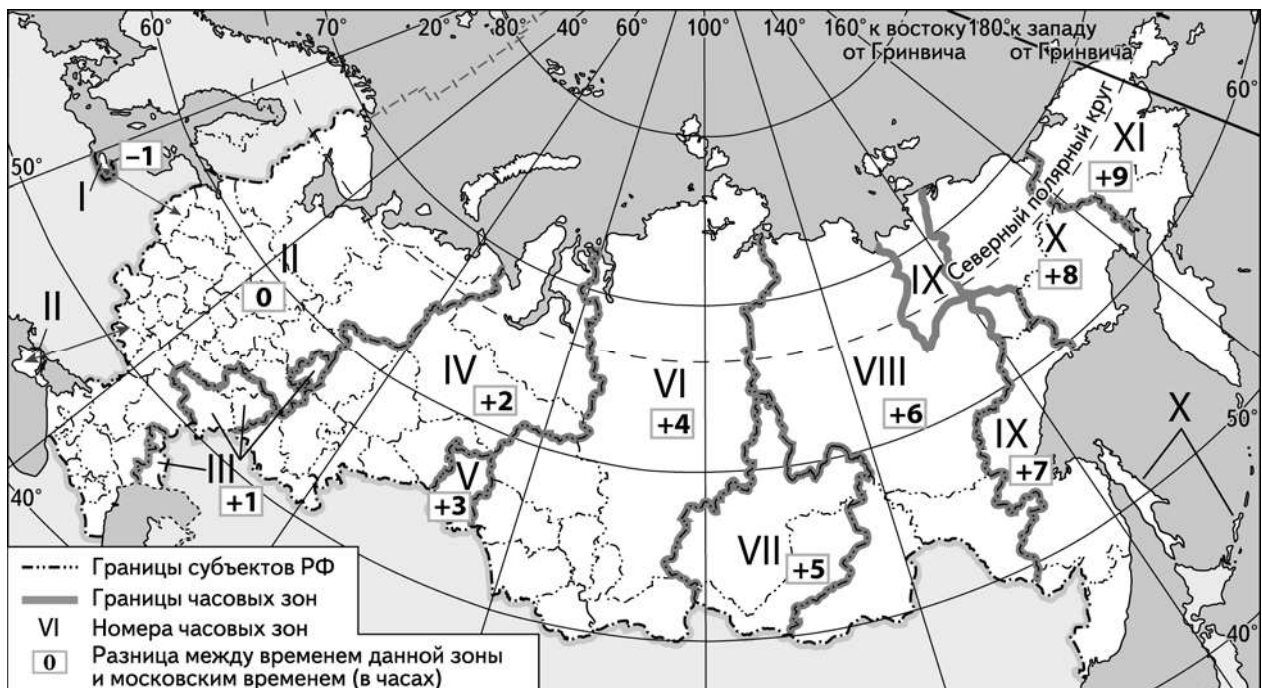 60° 70° 20° 40° 60° 80° 100° 120° 140° 160° к востоку от Гринвича 180° к западу от Гринвича
60°
50°
–1
I
Северный полярный круг
XI
+9
II
0
IX
X
+8
II
IV
+2
VI
+4
VIII
+6
X
50°
IX
+7
V
+3
III
+1
40°
VII
+5
40°
Границы субъектов РФ
Границы часовых зон
VI Номера часовых зон
0 Разница между временем данной зоны
и московским временем (в часах)